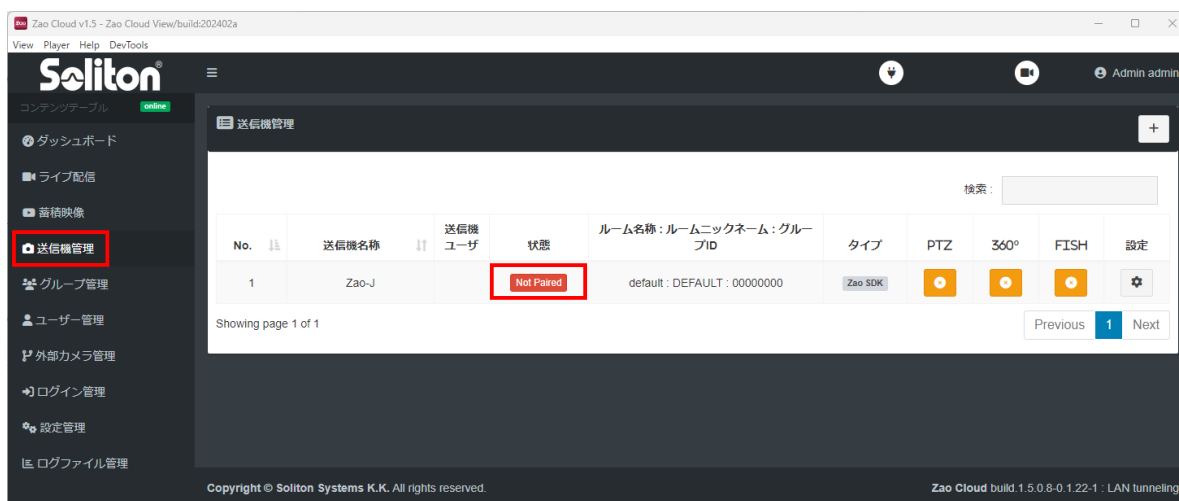 Zao Cloud v1.5 - Zao Cloud View/build:202402a
View Player Help DevTools
Soliton®
Admin admin
コンテンツテーブル online
ダッシュボード
ライブ配信
蓄積映像
送信機管理
グループ管理
ユーザー管理
外部カメラ管理
ログイン管理
設定管理
ログファイル管理
送信機管理
+
検索 :
No. 送信機名称 送信機ユーザ 状態 ルーム名称 : ルームニックネーム : グループID タイプ PTZ 360° FISH 設定
1 Zao-J Not Paired default : DEFAULT : 00000000 Zao SDK
Showing page 1 of 1
Previous 1 Next
Copyright © Soliton Systems K.K. All rights reserved.
Zao Cloud build.1.5.0.8-0.1.22-1 : LAN tunneling